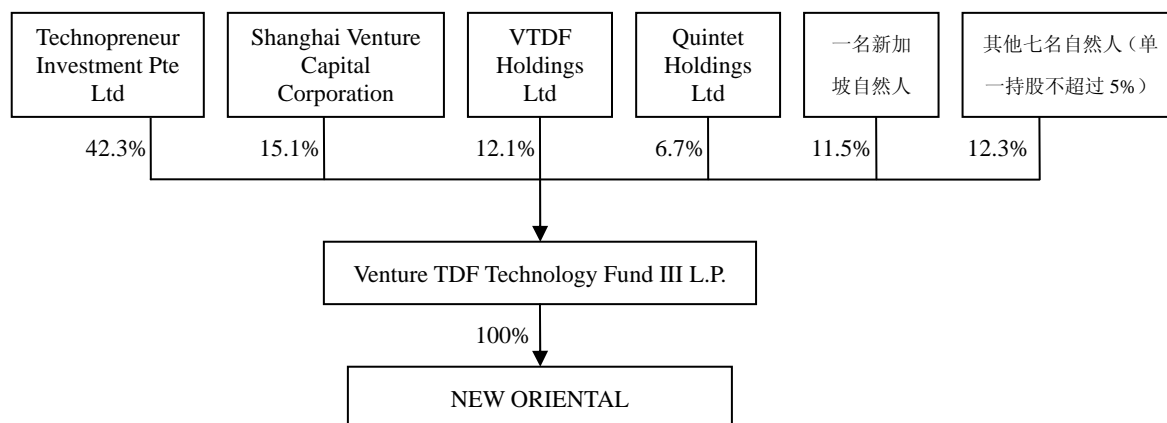 Technopreneur
Investment Pte
Ltd
Shanghai Venture
Capital
Corporation
VTDF
Holdings
Ltd
Quintet
Holdings
Ltd
一名新加
坡自然人
其他七名自然人（单
一持股不超过 5%）
42.3%
15.1%
12.1%
6.7%
11.5%
12.3%
Venture TDF Technology Fund III L.P.
100%
NEW ORIENTAL